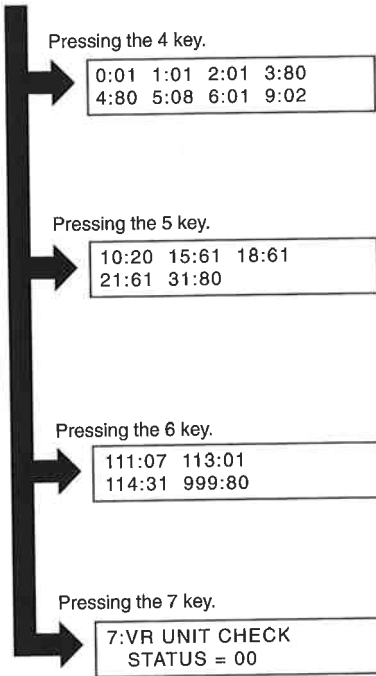 Pressing the 4 key.
0:01 1:01 2:01 3:80
4:80 5:08 6:01 9:02
Pressing the 5 key.
10:20 15:61 18:61
21:61 31:80
Pressing the 6 key.
111:07 113:01
114:31 999:80
Pressing the 7 key.
7:VR UNIT CHECK
STATUS = 00